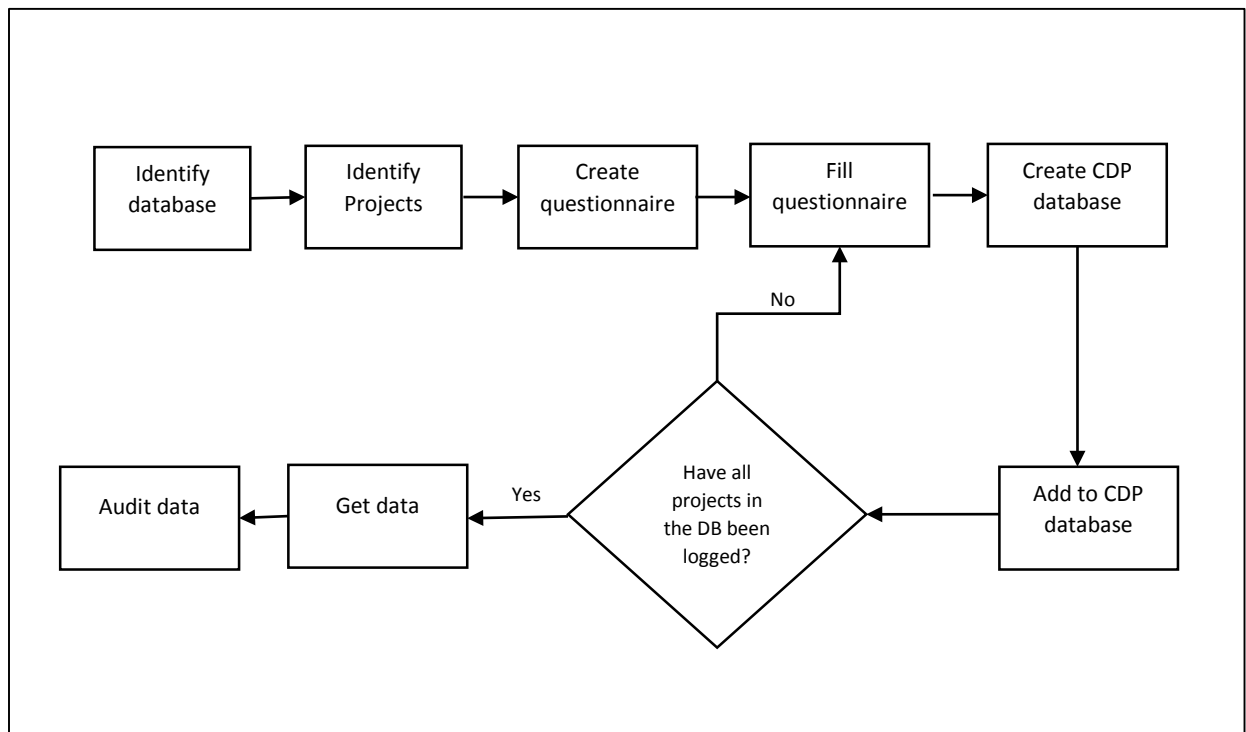 Identify
database
Identify
Projects
Create
questionnaire
Fill
questionnaire
Create CDP
database
No
Have all
projects in
the DB been
logged?
Yes
Get data
Audit data
Add to CDP
database